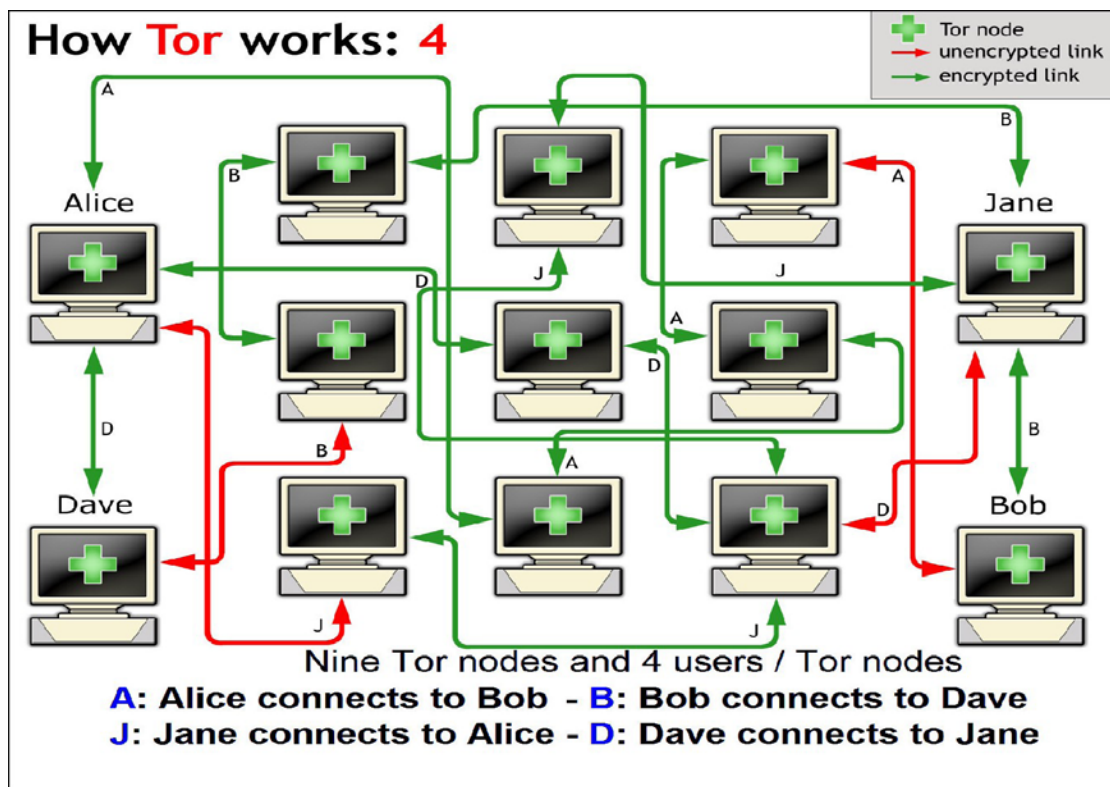 How Tor works: 4
Tor node
unencrypted link
encrypted link
A
B
B
A
Alice
Jane
J
D
J
A
D
D
B
B
A
Dave
D
Bob
J
J
Nine Tor nodes and 4 users / Tor nodes
A: Alice connects to Bob - B: Bob connects to Dave
J: Jane connects to Alice - D: Dave connects to Jane